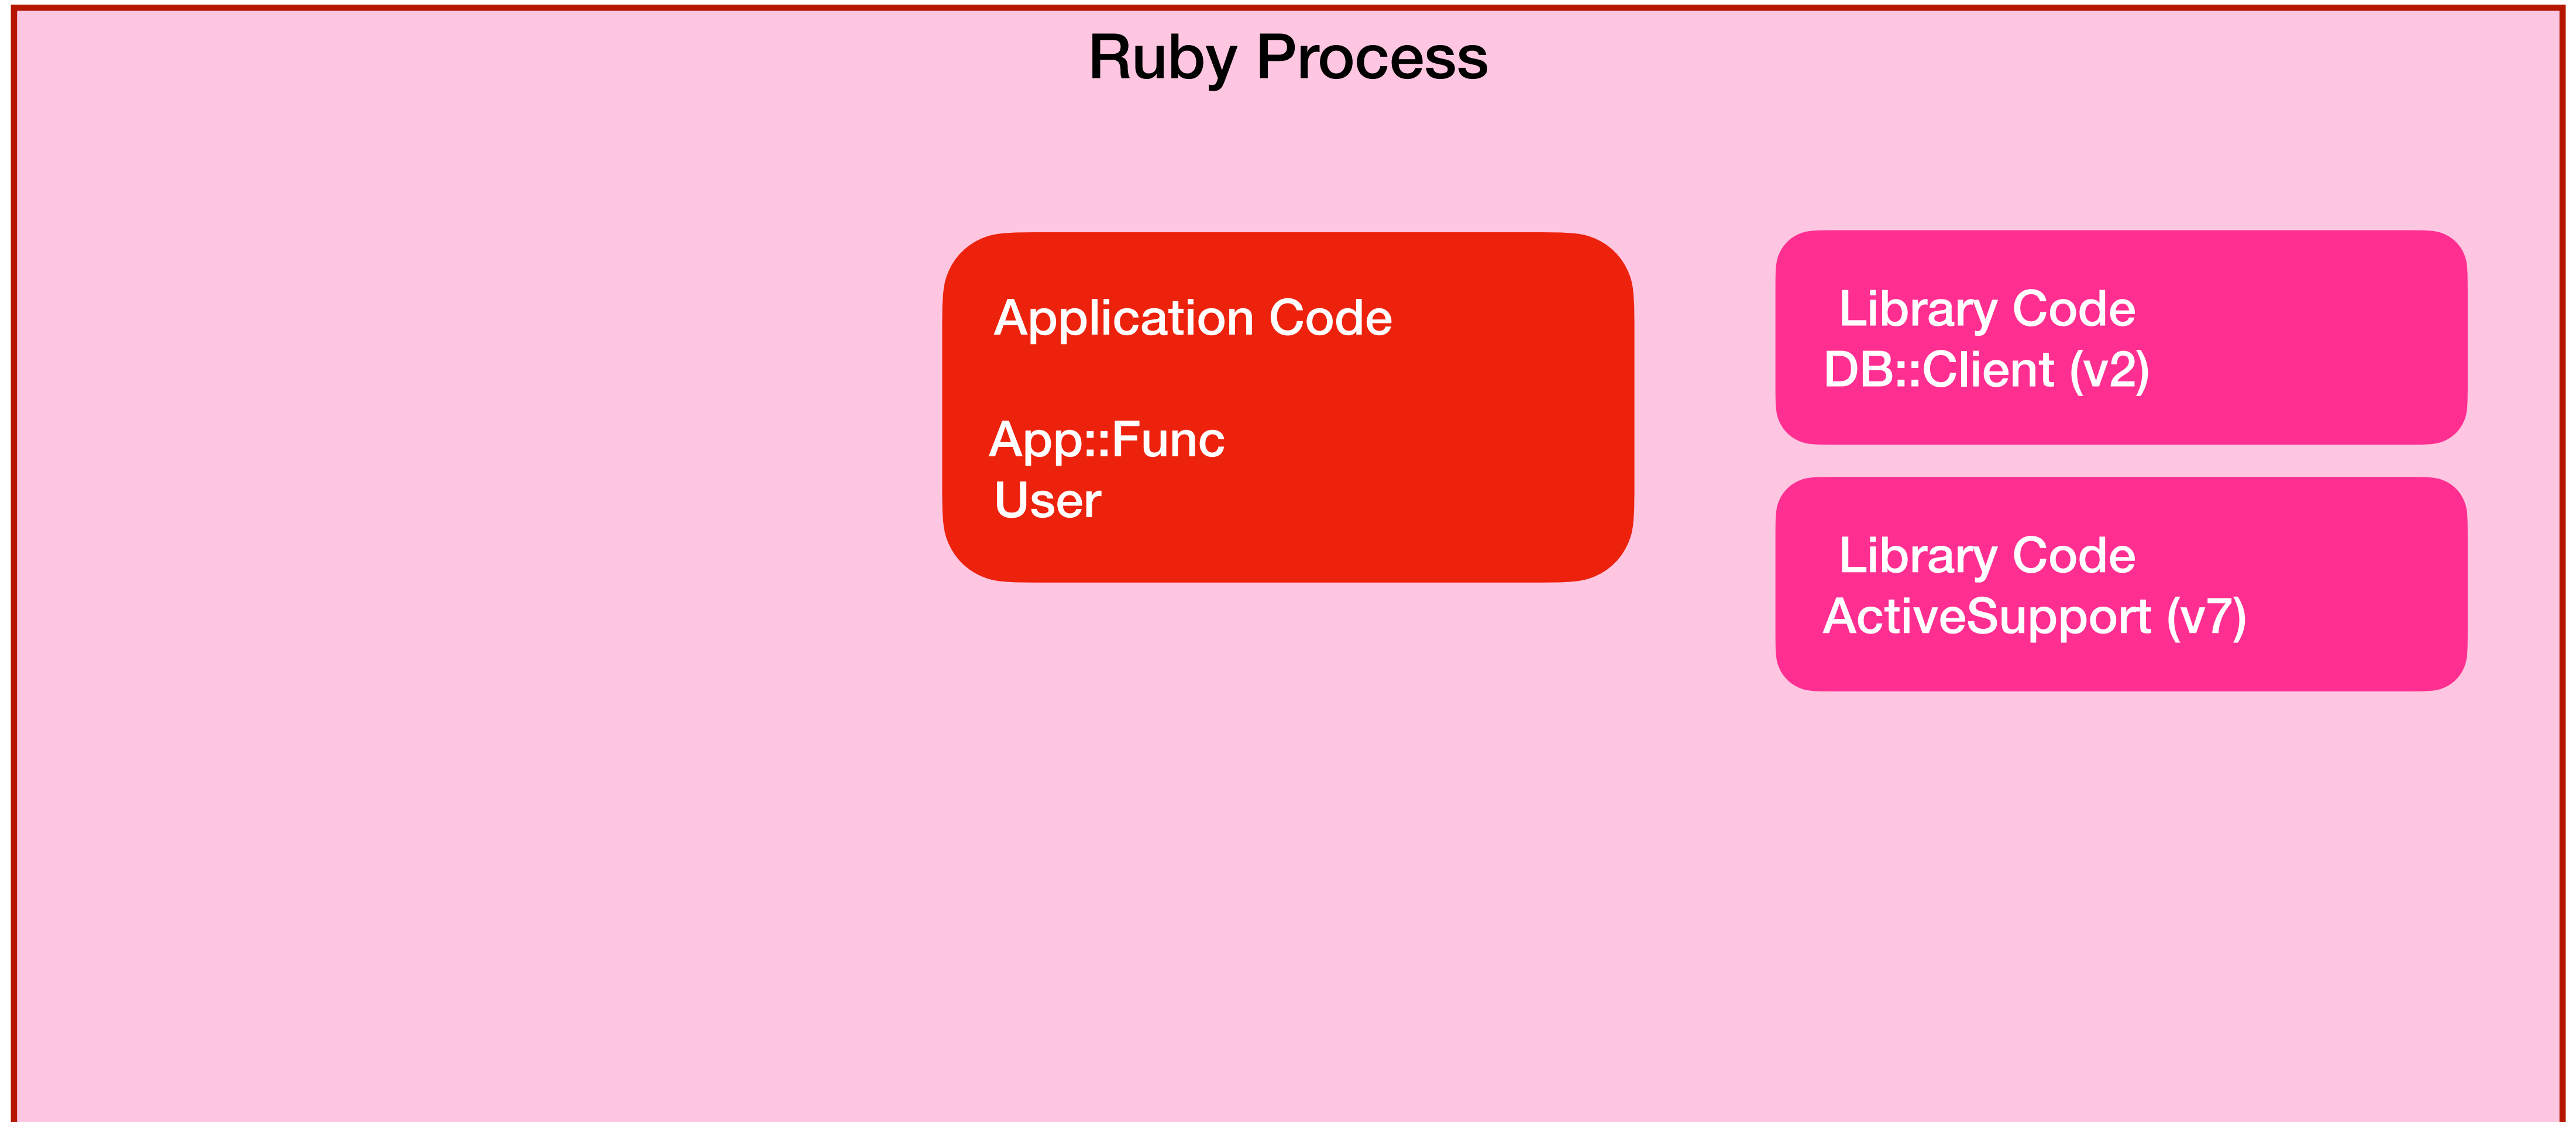 Ruby Process
Application Code
App::Func
User
Library Code
DB::Client (v2)
Library Code
ActiveSupport (v7)